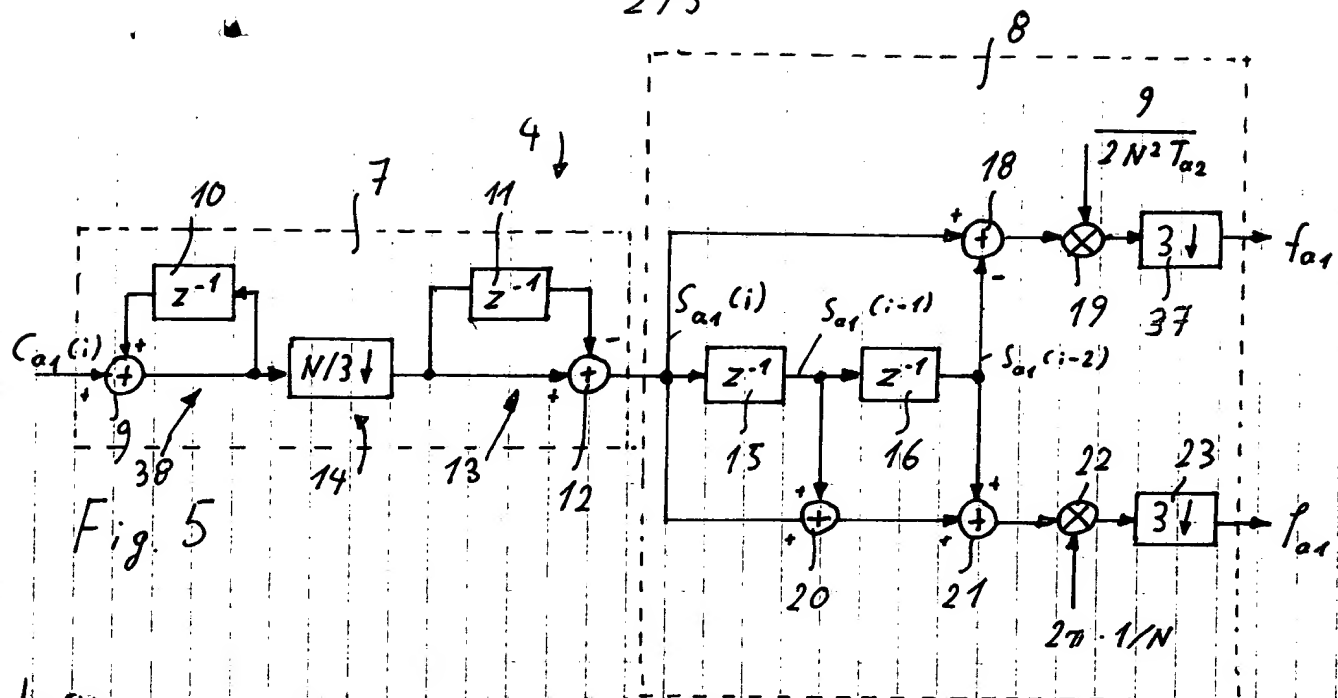 8
9
2N² Tₐ₂
4
18
7
10
11
z⁻¹
z⁻¹
+
-
+
-
19
3↓
37
fₐ₁
Cₐ₁(i)
+
+
9
38
N/3↓
14
13
+
12
Sₐ₁(i)
z⁻¹
15
Sₐ₁(i-1)
z⁻¹
16
Sₐ₁(i-2)
22
23
3↓
+
+
20
+
+
21
2π · 1/N
Fig. 5